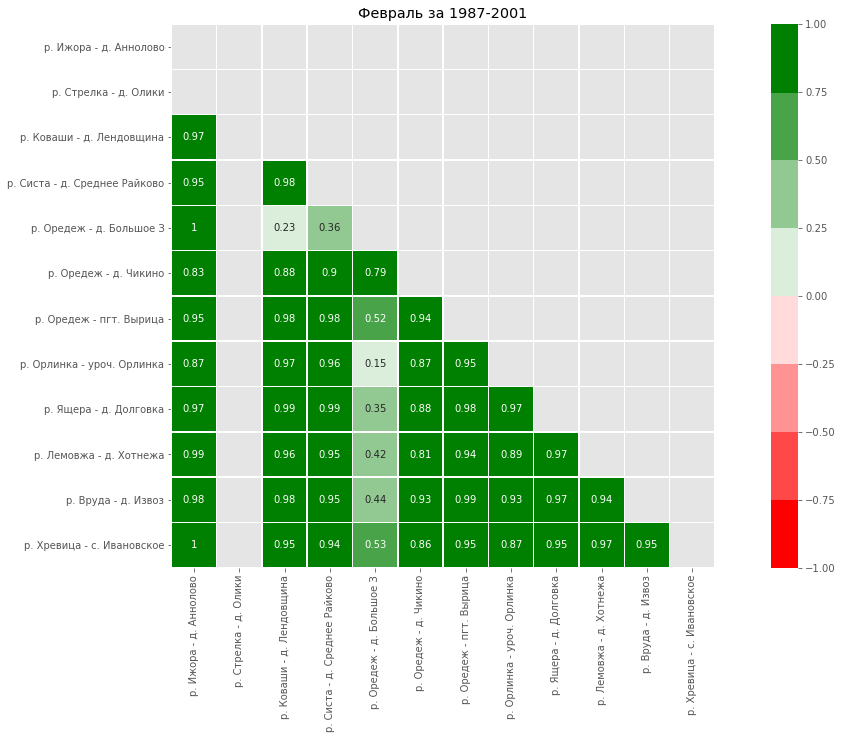 Февраль за 1987-2001
р. Ижора - д. Аннолово
р. Стрелка - д. Олики
р. Коваши - д. Лендовщина
0.97
р. Систа - д. Среднее Райково
0.95 0.98
р. Оредеж - д. Большое З
1 0.23 0.36
р. Оредеж - д. Чикино
0.83 0.88 0.9 0.79
р. Оредеж - пгт. Вырица
0.95 0.98 0.98 0.52 0.94
р. Орлинка - уроч. Орлинка
0.87 0.97 0.96 0.15 0.87 0.95
р. Ящера - д. Долговка
0.97 0.99 0.99 0.35 0.88 0.98 0.97
р. Лемовжа - д. Хотнежа
0.99 0.96 0.95 0.42 0.81 0.94 0.89 0.97
р. Вруда - д. Извоз
0.98 0.98 0.95 0.44 0.93 0.99 0.93 0.97 0.94
р. Хревица - с. Ивановское
1 0.95 0.94 0.53 0.86 0.95 0.87 0.95 0.97 0.95
р. Ижора - д. Аннолово
р. Стрелка - д. Олики
р. Коваши - д. Лендовщина
р. Систа - д. Среднее Райково
р. Оредеж - д. Большое З
р. Оредеж - д. Чикино
р. Оредеж - пгт. Вырица
р. Орлинка - уроч. Орлинка
р. Ящера - д. Долговка
р. Лемовжа - д. Хотнежа
р. Вруда - д. Извоз
р. Хревица - с. Ивановское
1.00
0.75
0.50
0.25
0.00
−0.25
−0.50
−0.75
−1.00